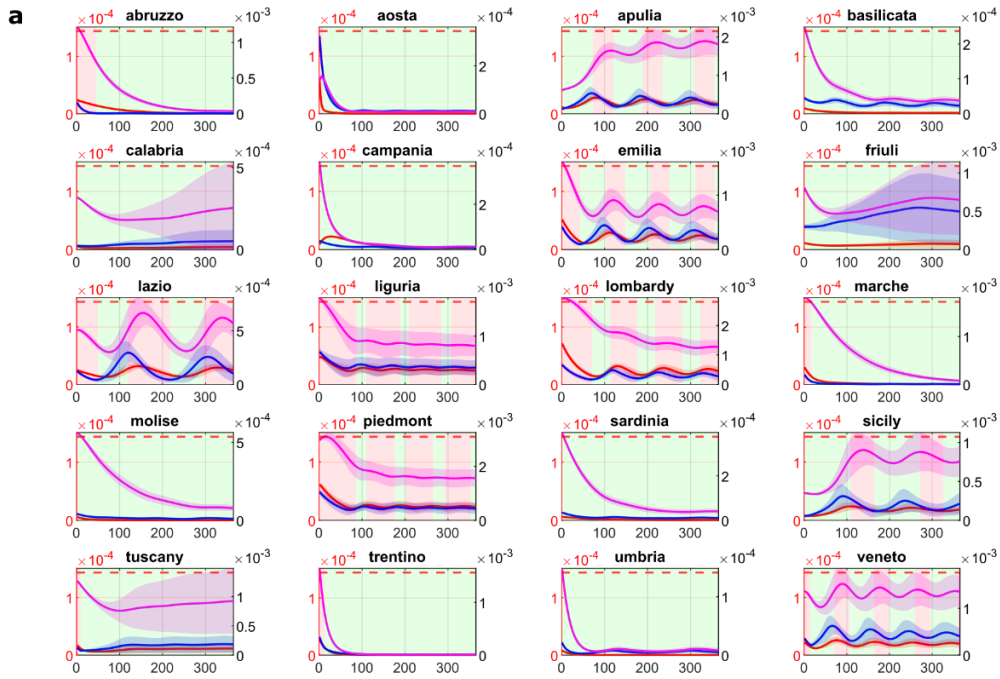 a
abruzzo
×10⁻⁴ ×10⁻³
1 0
1 0.5 0
0 100 200 300
aosta
×10⁻⁴ ×10⁻⁴
1 0
2 0
0 100 200 300
apulia
×10⁻⁴ ×10⁻³
1 0
2 1 0
0 100 200 300
basilicata
×10⁻⁴ ×10⁻⁴
1 0
2 0
0 100 200 300
calabria
×10⁻⁴ ×10⁻⁴
1 0
5 0
0 100 200 300
campania
×10⁻⁴ ×10⁻⁴
1 0
2 0
0 100 200 300
emilia
×10⁻⁴ ×10⁻³
1 0
1 0
0 100 200 300
friuli
×10⁻⁴ ×10⁻³
1 0
1 0.5 0
0 100 200 300
lazio
×10⁻⁴ ×10⁻⁴
1 0
5 0
0 100 200 300
liguria
×10⁻⁴ ×10⁻³
1 0
1 0
0 100 200 300
lombardy
×10⁻⁴ ×10⁻³
1 0
2 1 0
0 100 200 300
marche
×10⁻⁴ ×10⁻³
1 0
1 0
0 100 200 300
molise
×10⁻⁴ ×10⁻⁴
1 0
5 0
0 100 200 300
piedmont
×10⁻⁴ ×10⁻³
1 0
2 0
0 100 200 300
sardinia
×10⁻⁴ ×10⁻⁴
1 0
4 2 0
0 100 200 300
sicily
×10⁻⁴ ×10⁻³
1 0
1 0.5 0
0 100 200 300
tuscany
×10⁻⁴ ×10⁻³
1 0
1 0.5 0
0 100 200 300
trentino
×10⁻⁴ ×10⁻³
1 0
1 0
0 100 200 300
umbria
×10⁻⁴ ×10⁻⁴
1 0
0
0 100 200 300
veneto
×10⁻⁴ ×10⁻³
1 0
1 0
0 100 200 300